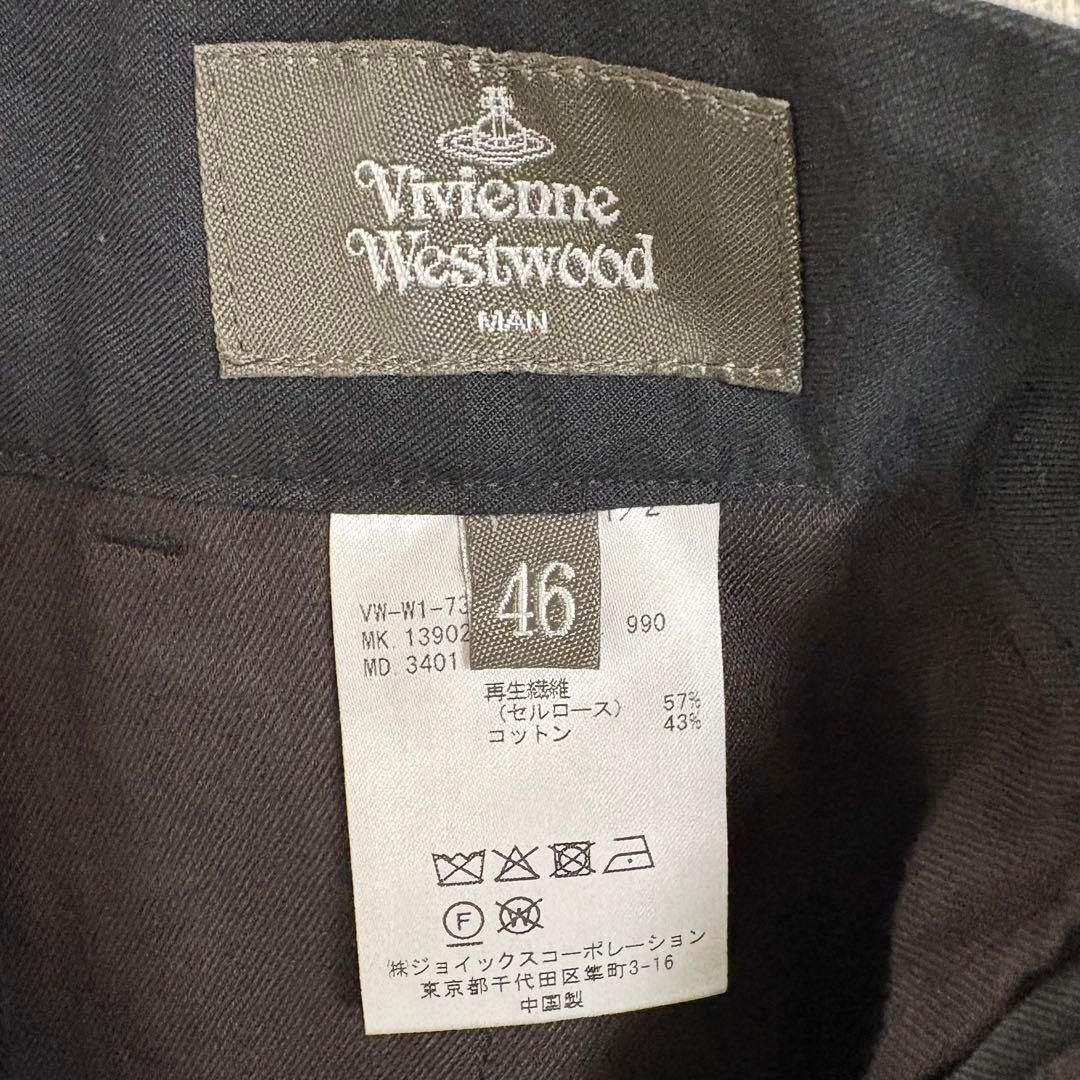 Vivienne
Westwood
MAN
46
VW-W1-73
MK. 13902
990
MD. 3401
再生繊維
(セルロース) 57%
コットン 43%
F
W
㈱ジョイックスコーポレーション
東京都千代田区隼町3-16
中国製